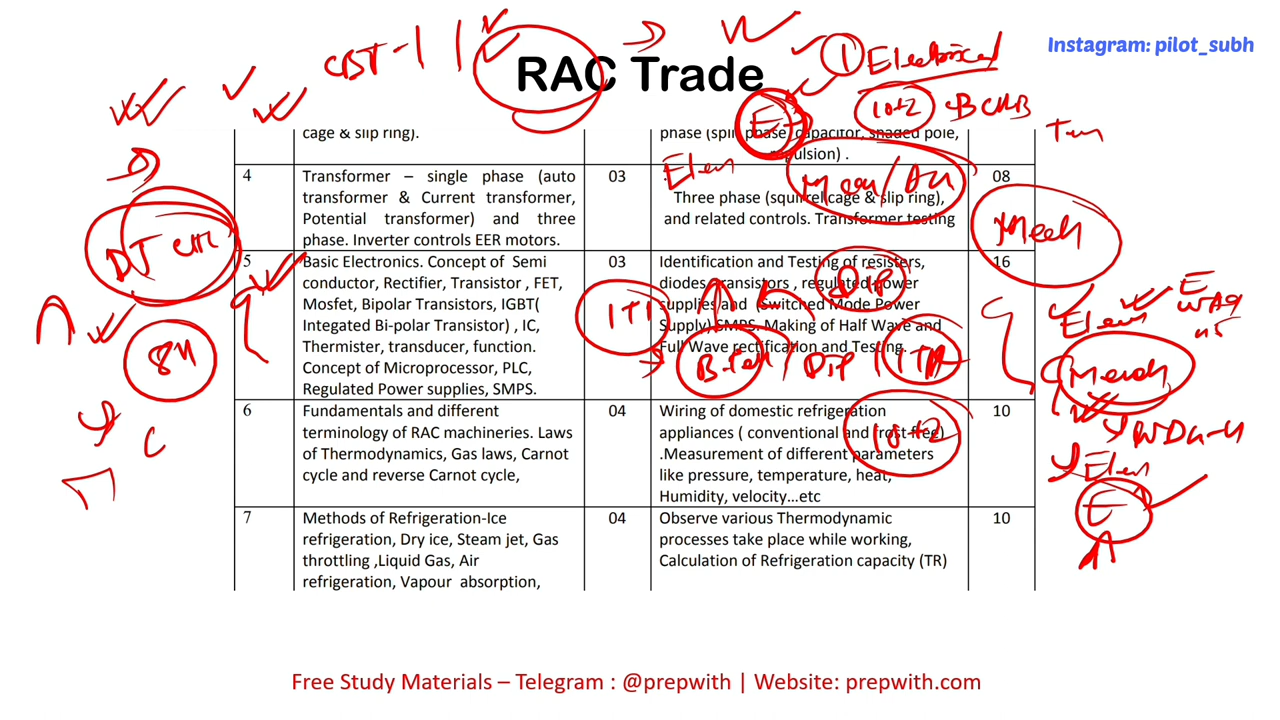 Instagram: pilot_subh
CBT-1
RAC Trade
① Electrical
10+2
E
cage & slip ring).
phase (split phase, capacitor, shaded pole,
repulsion) .
4
Transformer – single phase (auto
transformer & Current transformer,
Potential transformer) and three
phase. Inverter controls EER motors.
03
Three phase (squirrel cage & slip ring),
and related controls. Transformer testing
08
Mech
5
Basic Electronics. Concept of Semi
conductor, Rectifier, Transistor , FET,
Mosfet, Bipolar Transistors, IGBT(
Integated Bi-polar Transistor) , IC,
Thermister, transducer, function.
Concept of Microprocessor, PLC,
Regulated Power supplies, SMPS.
03
Identification and Testing of resisters,
diodes, transistors , regulated power
supplies and Switched Mode Power
Supply) SMPS. Making of Half Wave and
Full Wave rectification and Testing.
16
ITI
Dip
B.Tech / Dip / ITI
6
Fundamentals and different
terminology of RAC machineries. Laws
of Thermodynamics, Gas laws, Carnot
cycle and reverse Carnot cycle,
04
Wiring of domestic refrigeration
appliances ( conventional and frost-free)
.Measurement of different parameters
like pressure, temperature, heat,
Humidity, velocity...etc
10
10+2
E
7
Methods of Refrigeration-Ice
refrigeration, Dry ice, Steam jet, Gas
throttling ,Liquid Gas, Air
refrigeration, Vapour absorption,
04
Observe various Thermodynamic
processes take place while working,
Calculation of Refrigeration capacity (TR)
10
Free Study Materials – Telegram : @prepwith | Website: prepwith.com